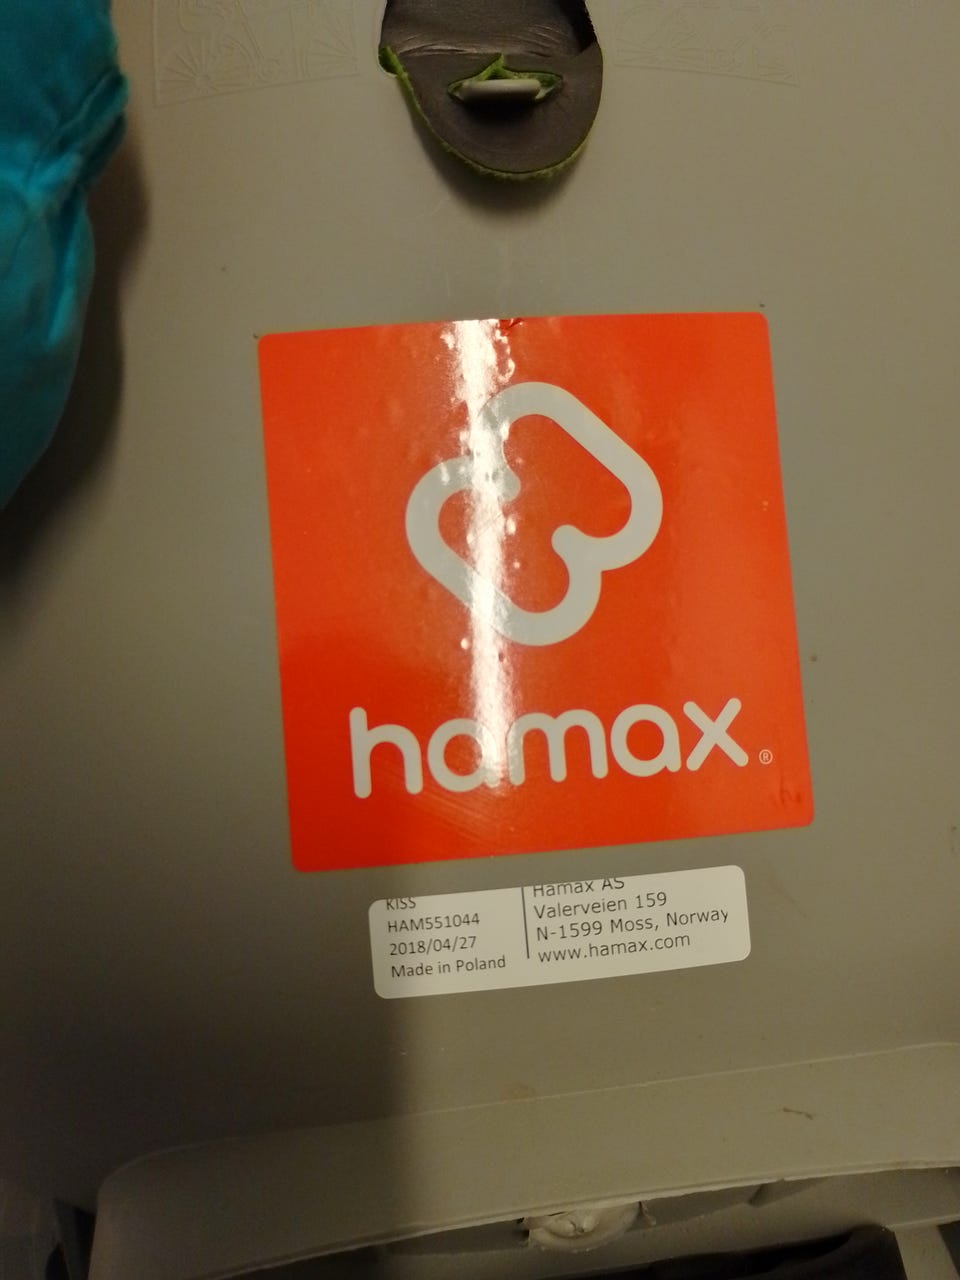 hamax®
KISS
HAM551044
2018/04/27
Made in Poland
Hamax AS
Valerveien 159
N-1599 Moss, Norway
www.hamax.com